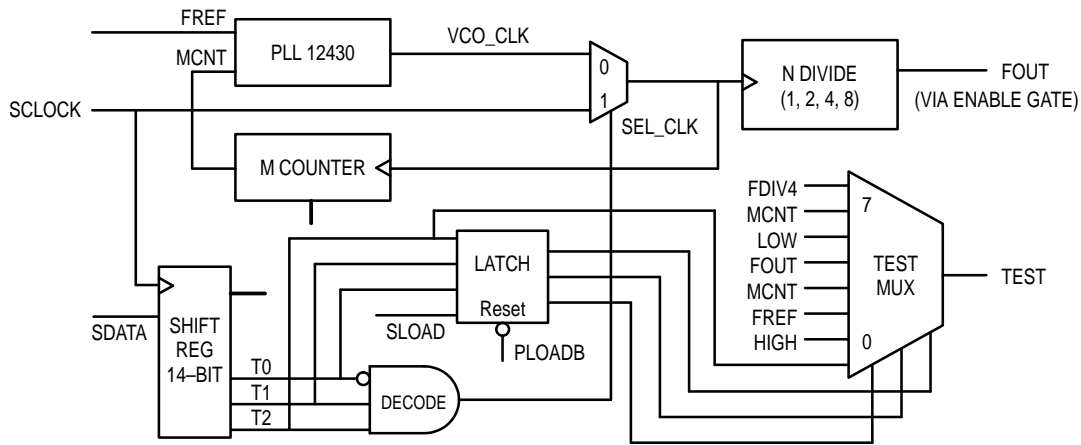 FREF
MCNT
PLL 12430
VCO_CLK
SCLOCK
0
1
SEL_CLK
N DIVIDE
(1, 2, 4, 8)
FOUT
(VIA ENABLE GATE)
M COUNTER
FDIV4
MCNT
LOW
FOUT
MCNT
FREF
HIGH
7
TEST
MUX
0
TEST
LATCH
Reset
SLOAD
PLOADB
SDATA
SHIFT
REG
14–BIT
T0
T1
T2
DECODE